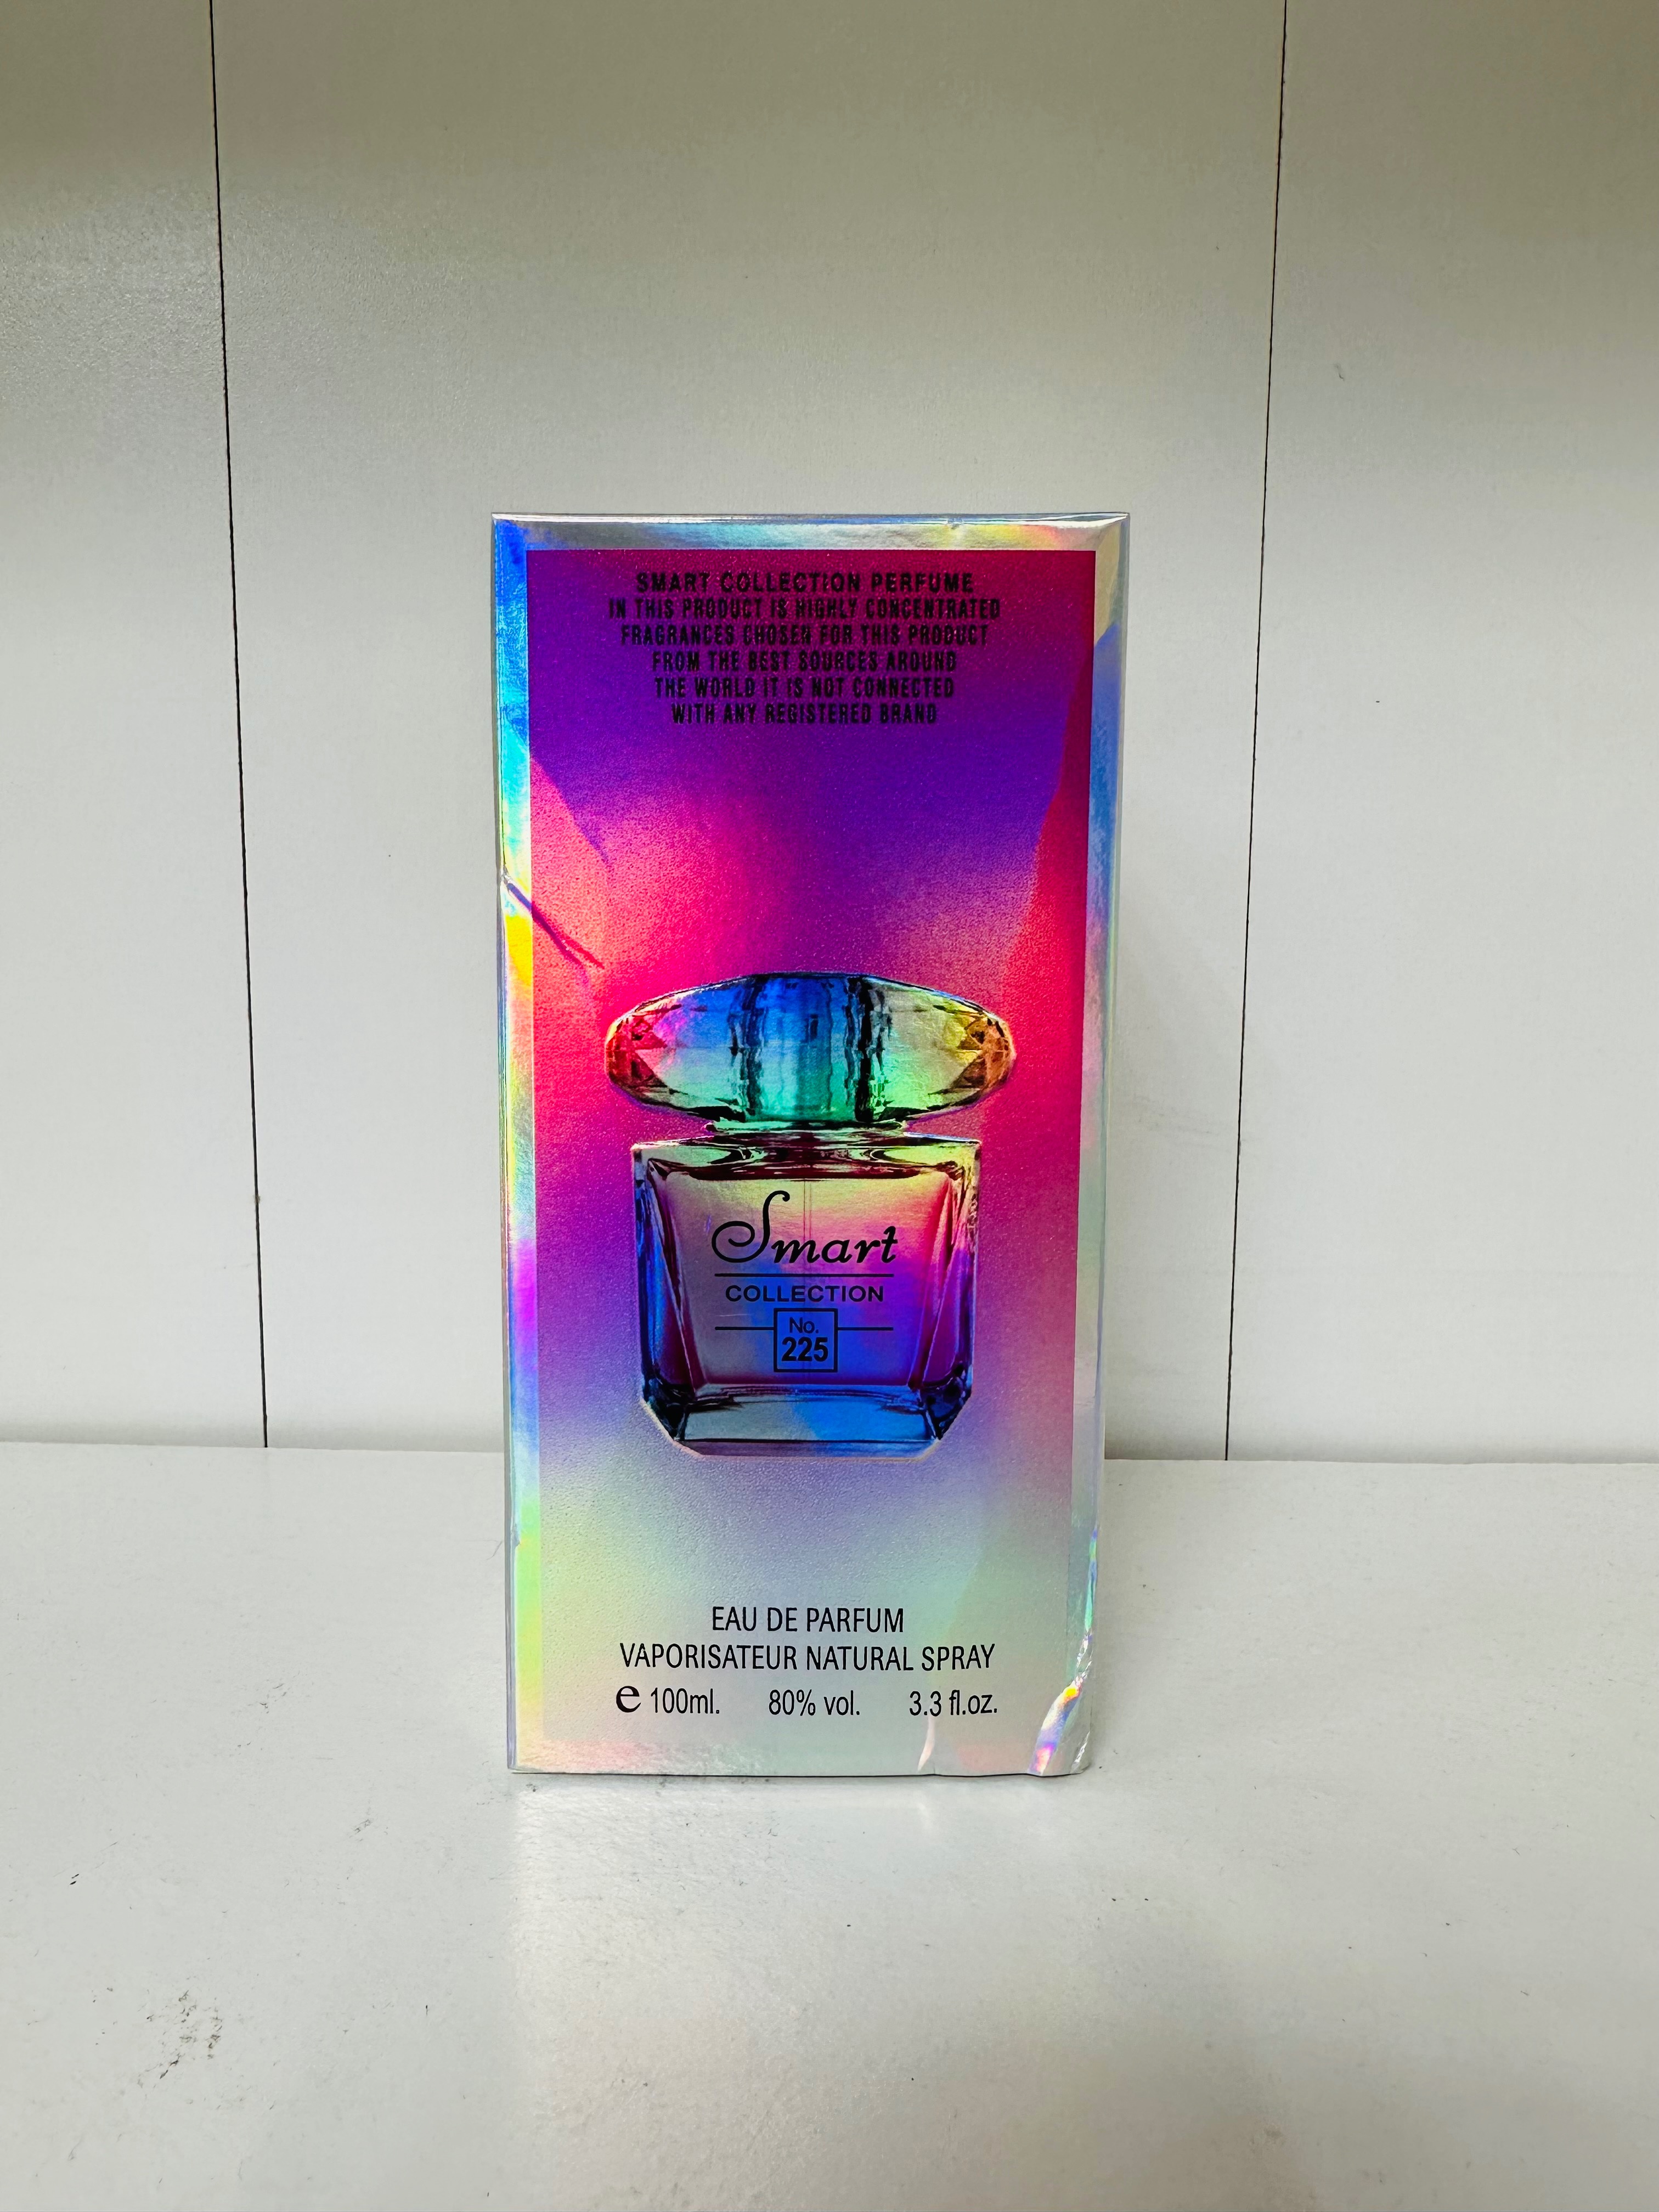 SMART COLLECTION PERFUME
IN THIS PRODUCT IS HIGHLY CONCENTRATED
FRAGRANCES CHOSEN FOR THIS PRODUCT
FROM THE BEST SOURCES AROUND
THE WORLD IT IS NOT CONNECTED
WITH ANY REGISTERED BRAND
Smart
COLLECTION
No.
225
EAU DE PARFUM
VAPORISATEUR NATURAL SPRAY
e 100ml. 80% vol. 3.3 fl.oz.